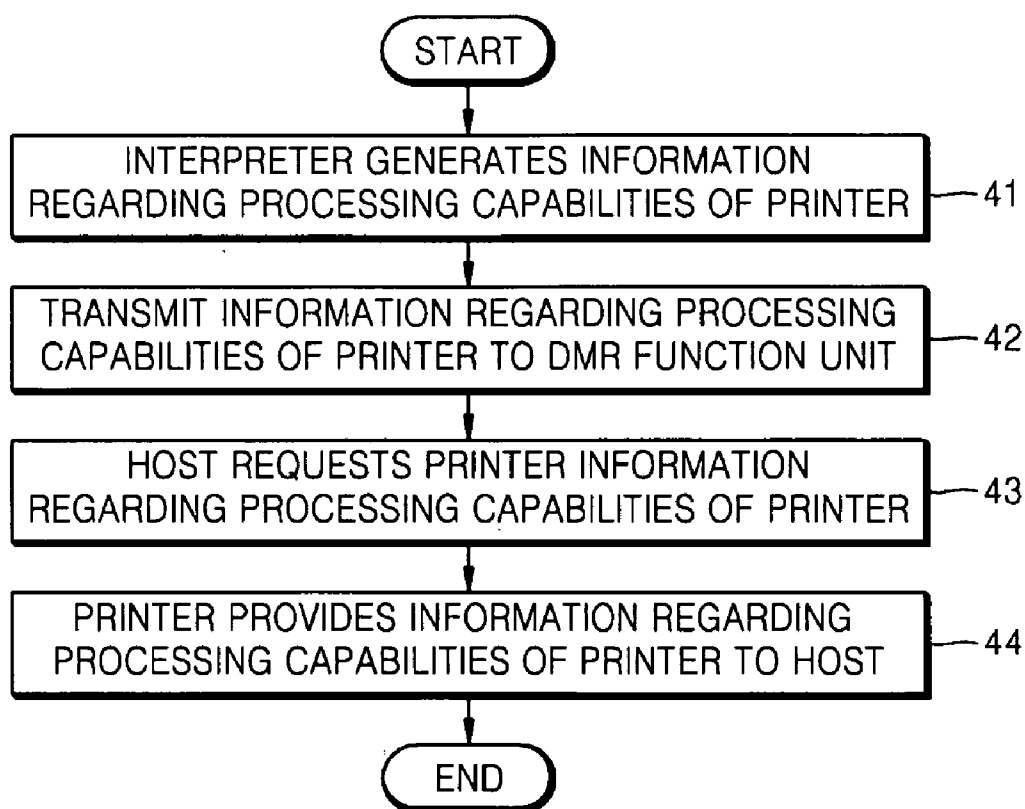 START
INTERPRETER GENERATES INFORMATION
REGARDING PROCESSING CAPABILITIES OF PRINTER
41
TRANSMIT INFORMATION REGARDING PROCESSING
CAPABILITIES OF PRINTER TO DMR FUNCTION UNIT
42
HOST REQUESTS PRINTER INFORMATION
REGARDING PROCESSING CAPABILITIES OF PRINTER
43
PRINTER PROVIDES INFORMATION REGARDING
PROCESSING CAPABILITIES OF PRINTER TO HOST
44
END